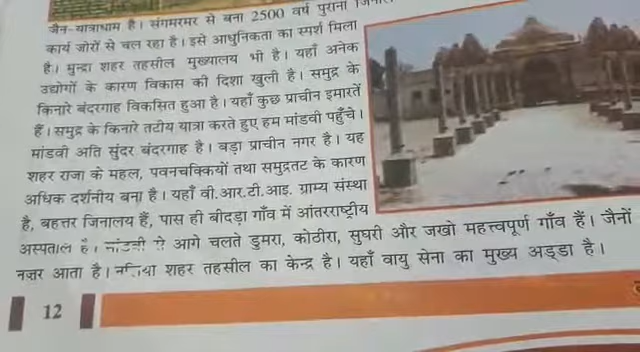 जैन-यात्राधाम है। संगमरमर से बना 2500 वर्ष पुराना
कार्य जोरों से चल रहा है। इसे आधुनिकता का स्पर्श मिला
है। मुन्द्रा शहर तहसील मुख्यालय भी है। यहाँ अनेक
उद्योगों के कारण विकास की दिशा खुली है। समुद्र के
किनारे बंदरगाह विकसित हुआ है। यहाँ कुछ प्राचीन इमारतें
हैं। समुद्र के किनारे तटीय यात्रा करते हुए हम मांडवी पहुँचे।
मांडवी अति सुंदर बंदरगाह है। बड़ा प्राचीन नगर है। यह
शहर राजा के महल, पवनचक्कियों तथा समुद्रतट के कारण
अधिक दर्शनीय बना है। यहाँ वी.आर.टी.आइ. ग्राम्य संस्था
है, बहत्तर जिनालय हैं, पास ही बीदड़ा गाँव में आंतरराष्ट्रीय
अस्पताल है। मांडवी से आगे चलते डुमरा, कोठीरा, सुघरी और जखो महत्त्वपूर्ण गाँव हैं। जैनों
नज़र आता है। शहर तहसील का केन्द्र है। यहाँ वायु सेना का मुख्य अड्डा है।
12